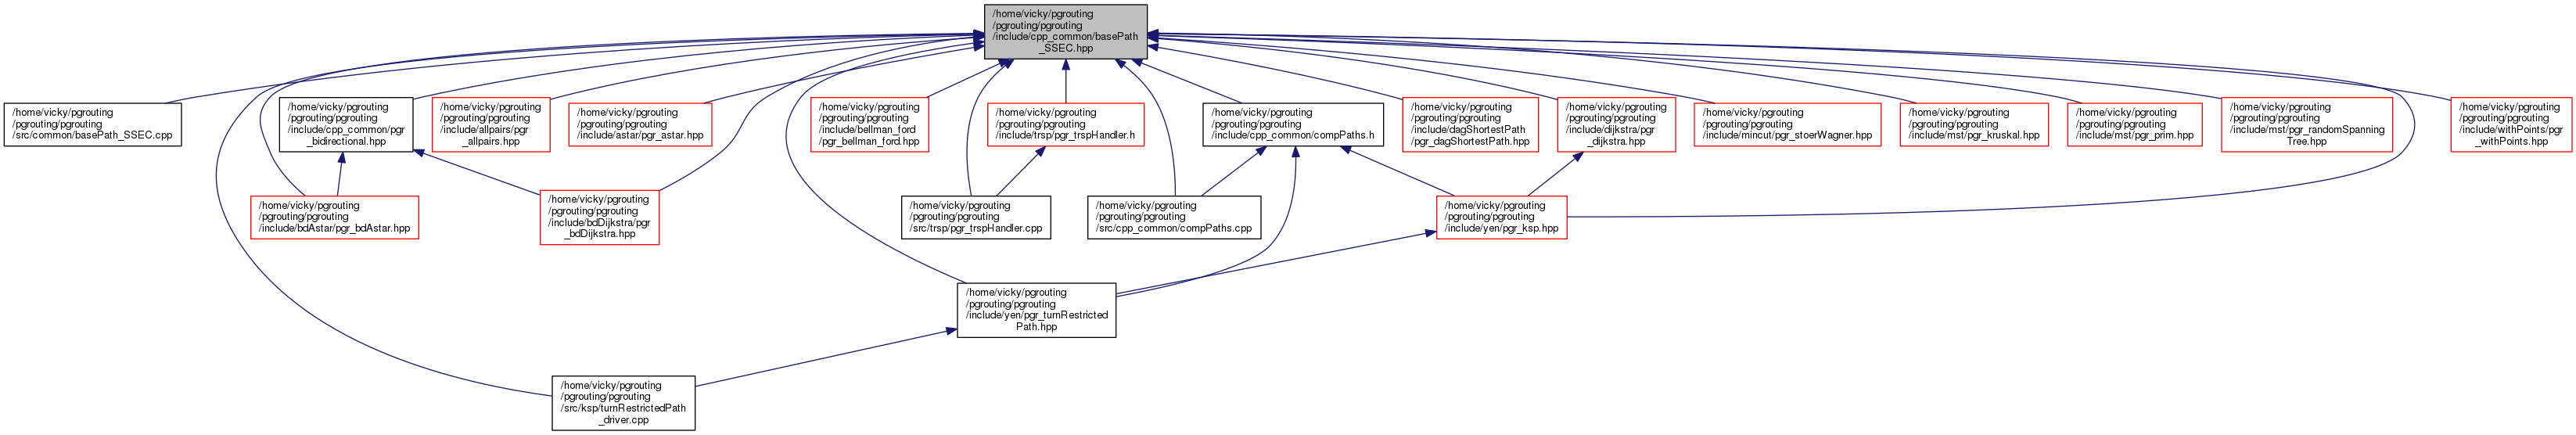 /home/vicky/pgrouting
/pgrouting/pgrouting
/include/cpp_common/basePath
_SSEC.hpp
/home/vicky/pgrouting
/pgrouting/pgrouting
/src/common/basePath_SSEC.cpp
/home/vicky/pgrouting
/pgrouting/pgrouting
/include/cpp_common/pgr
_bidirectional.hpp
/home/vicky/pgrouting
/pgrouting/pgrouting
/include/allpairs/pgr
_allpairs.hpp
/home/vicky/pgrouting
/pgrouting/pgrouting
/include/astar/pgr_astar.hpp
/home/vicky/pgrouting
/pgrouting/pgrouting
/include/bellman_ford
/pgr_bellman_ford.hpp
/home/vicky/pgrouting
/pgrouting/pgrouting
/include/trsp/pgr_trspHandler.h
/home/vicky/pgrouting
/pgrouting/pgrouting
/include/cpp_common/compPaths.h
/home/vicky/pgrouting
/pgrouting/pgrouting
/include/dagShortestPath
/pgr_dagShortestPath.hpp
/home/vicky/pgrouting
/pgrouting/pgrouting
/include/dijkstra/pgr
_dijkstra.hpp
/home/vicky/pgrouting
/pgrouting/pgrouting
/include/mincut/pgr_stoerWagner.hpp
/home/vicky/pgrouting
/pgrouting/pgrouting
/include/mst/pgr_kruskal.hpp
/home/vicky/pgrouting
/pgrouting/pgrouting
/include/mst/pgr_prim.hpp
/home/vicky/pgrouting
/pgrouting/pgrouting
/include/mst/pgr_randomSpanning
Tree.hpp
/home/vicky/pgrouting
/pgrouting/pgrouting
/include/withPoints/pgr
_withPoints.hpp
/home/vicky/pgrouting
/pgrouting/pgrouting
/include/bdAstar/pgr_bdAstar.hpp
/home/vicky/pgrouting
/pgrouting/pgrouting
/include/bdDijkstra/pgr
_bdDijkstra.hpp
/home/vicky/pgrouting
/pgrouting/pgrouting
/src/trsp/pgr_trspHandler.cpp
/home/vicky/pgrouting
/pgrouting/pgrouting
/src/cpp_common/compPaths.cpp
/home/vicky/pgrouting
/pgrouting/pgrouting
/include/yen/pgr_ksp.hpp
/home/vicky/pgrouting
/pgrouting/pgrouting
/include/yen/pgr_turnRestricted
Path.hpp
/home/vicky/pgrouting
/pgrouting/pgrouting
/src/ksp/turnRestrictedPath
_driver.cpp